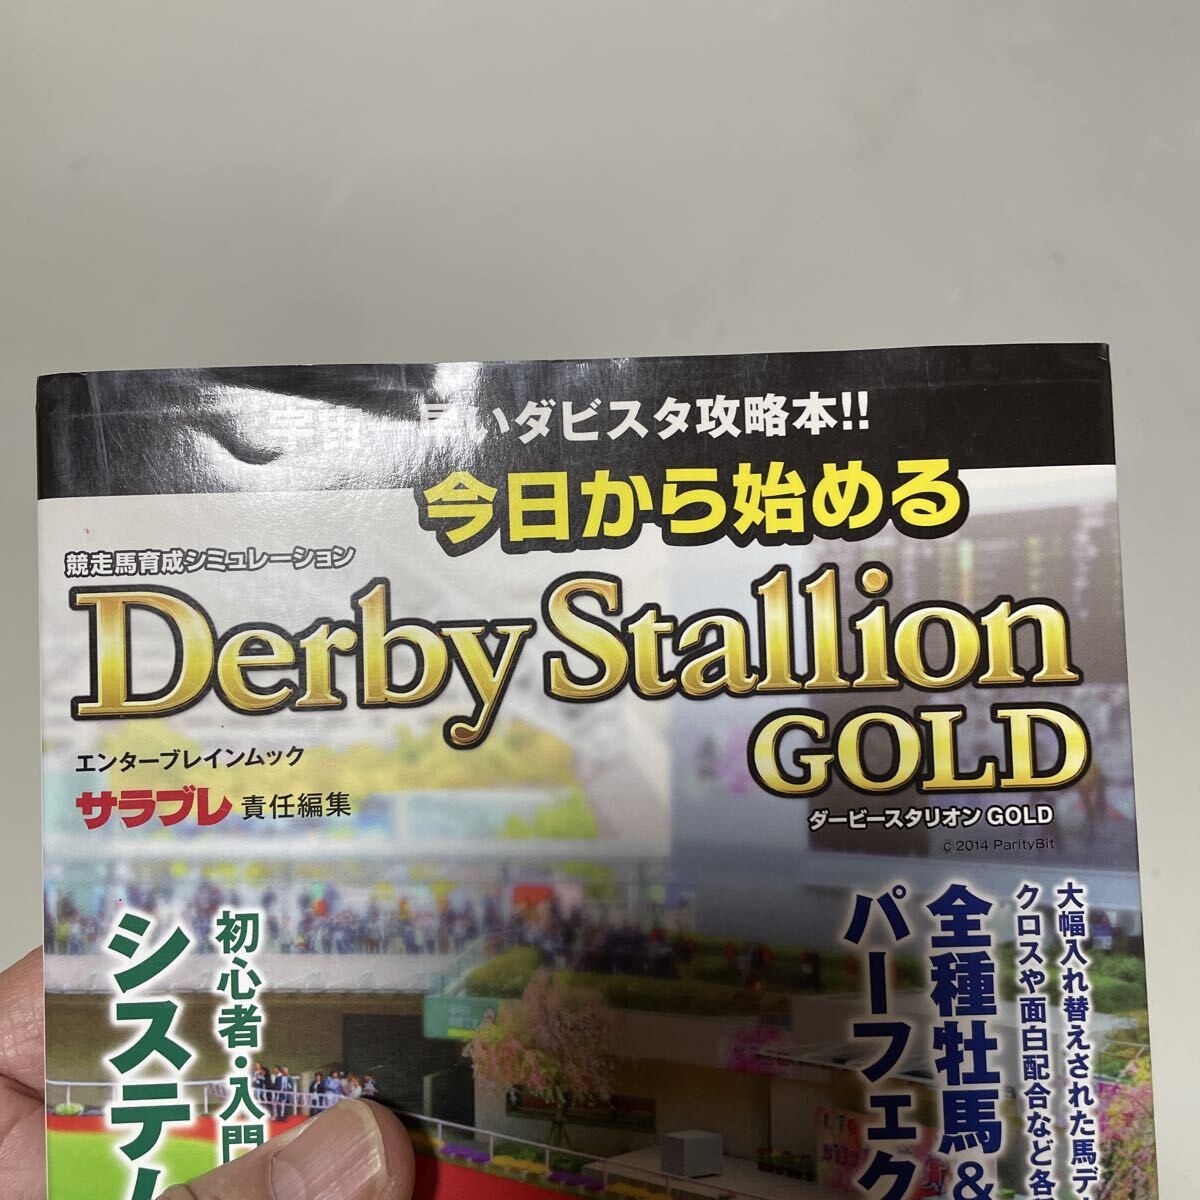 宇宙一早いダビスタ攻略本!!
今日から始める
競走馬育成シミュレーション
Derby Stallion
GOLD
ダービースタリオン GOLD
© 2014 ParityBit
エンターブレインムック
サラブレ 責任編集
大幅入れ替えされた馬デ
クロスや面白配合など各
全種牡馬&
パーフェク
初心者・入門
システム